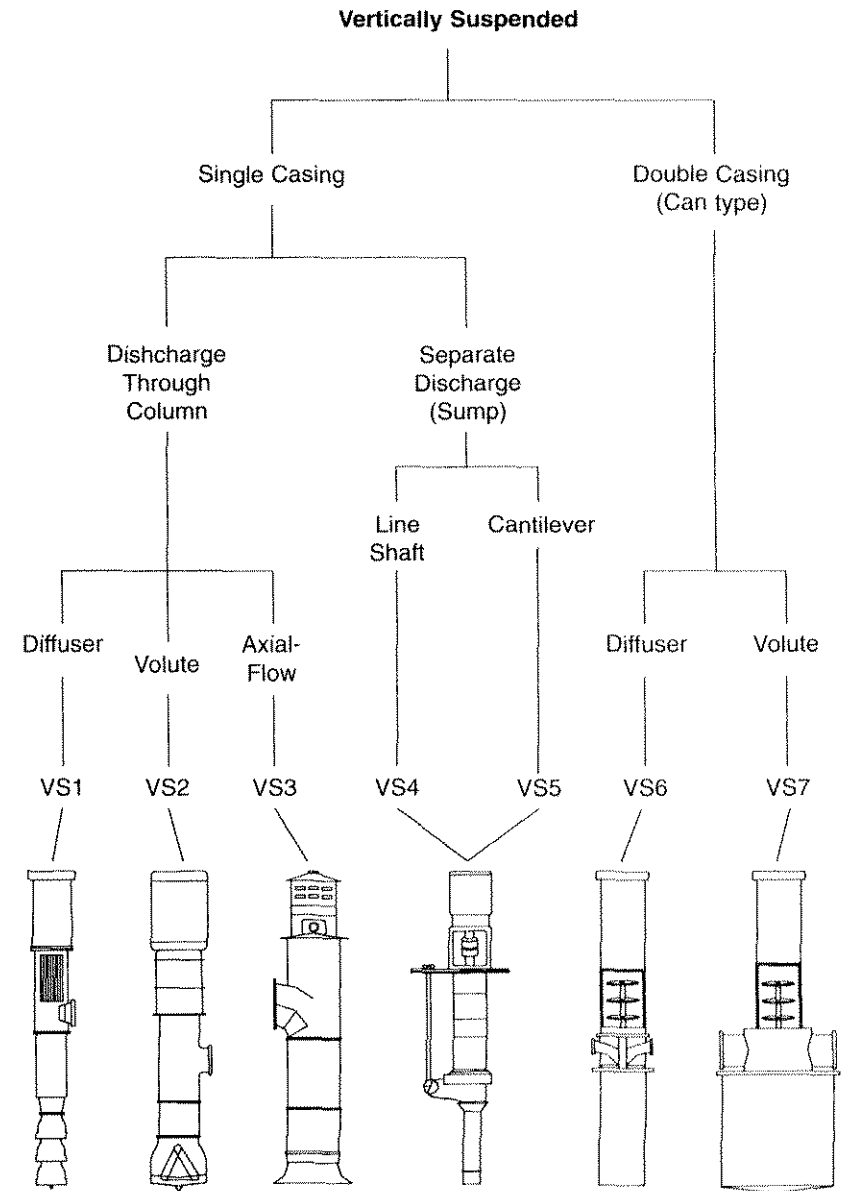 Vertically Suspended
Single Casing
Double Casing
(Can type)
Dishcharge
Through
Column
Separate
Discharge
(Sump)
Line
Shaft
Cantilever
Diffuser
Volute
Axial-
Flow
Diffuser
Volute
VS1
VS2
VS3
VS4
VS5
VS6
VS7